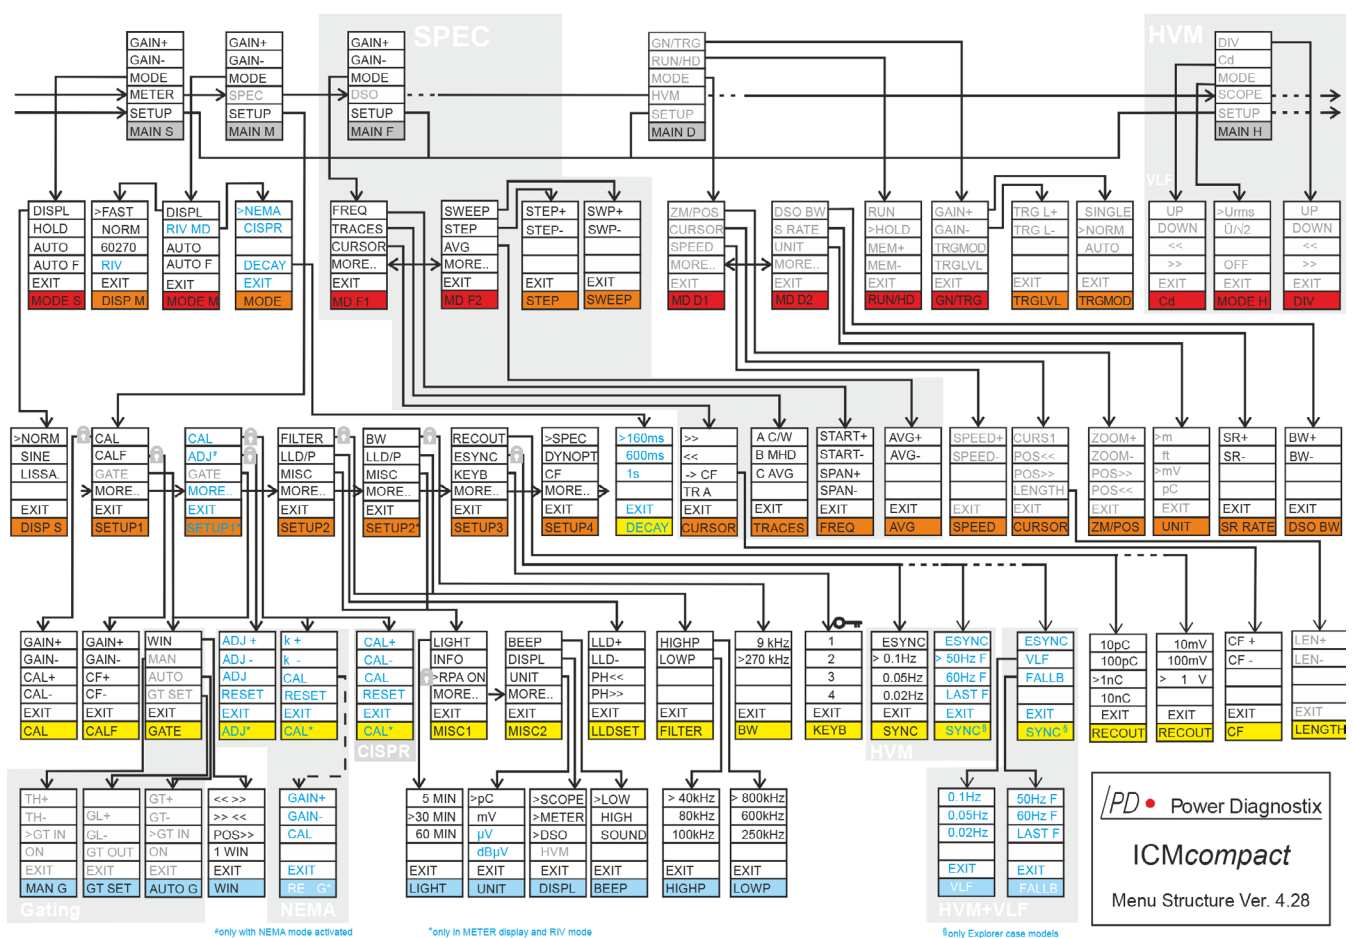 SPEC
HVM
GAIN+
GAIN-
MODE
METER
SETUP
MAIN S
GAIN+
GAIN-
MODE
SPEC
SETUP
MAIN M
GAIN+
GAIN-
MODE
DSO
SETUP
MAIN F
GN/TRG
RUN/HD
MODE
HVM
SETUP
MAIN D
DIV
Cd
MODE
SCOPE
SETUP
MAIN H
VLF
DISPL
HOLD
AUTO
AUTO F
EXIT
MODE S
>FAST
NORM
60270
RIV
EXIT
DISP M
DISPL
RIV MD
AUTO
AUTO F
EXIT
MODE M
>NEMA
CISPR
DECAY
EXIT
MODE
FREQ
TRACES
CURSOR
MORE..
EXIT
MD F1
SWEEP
STEP
AVG
MORE..
EXIT
MD F2
STEP+
STEP-
EXIT
STEP
SWP+
SWP-
EXIT
SWEEP
ZM/POS
CURSOR
SPEED
MORE..
EXIT
MD D1
DSO BW
S RATE
UNIT
MORE..
EXIT
MD D2
RUN
>HOLD
MEM+
MEM-
EXIT
RUN/HD
GAIN+
GAIN-
TRGMOD
TRGLVL
EXIT
GN/TRG
TRG L+
TRG L-
EXIT
TRGLVL
SINGLE
>NORM
AUTO
EXIT
TRGMOD
UP
DOWN
<<
>>
EXIT
Cd
>Urms
Û/√2
OFF
EXIT
MODE H
UP
DOWN
<<
>>
EXIT
DIV
>NORM
SINE
LISSA.
EXIT
DISP S
CAL
CALF
GATE
MORE..
EXIT
SETUP1
CAL
ADJ#
GATE
MORE..
EXIT
SETUP1*
FILTER
LLD/P
MISC
MORE..
EXIT
SETUP2
BW
LLD/P
MISC
MORE..
EXIT
SETUP2*
RECOUT
ESYNC
KEYB
MORE..
EXIT
SETUP3
>SPEC
DYNOPT
CF
MORE..
EXIT
SETUP4
>160ms
600ms
1s
EXIT
DECAY
>>
<<
-> CF
TR A
EXIT
CURSOR
A C/W
B MHD
C AVG
EXIT
TRACES
START+
START-
SPAN+
SPAN-
EXIT
FREQ
AVG+
AVG-
EXIT
AVG
SPEED+
SPEED-
EXIT
SPEED
CURS1
POS<<
POS>>
LENGTH
EXIT
CURSOR
ZOOM+
ZOOM-
POS>>
POS<<
EXIT
ZM/POS
>m
ft
>mV
pC
EXIT
UNIT
SR+
SR-
EXIT
SR RATE
BW+
BW-
EXIT
DSO BW
GAIN+
GAIN-
CAL+
CAL-
EXIT
CAL
GAIN+
GAIN-
CF+
CF-
EXIT
CALF
WIN
MAN
AUTO
GT SET
EXIT
GATE
ADJ +
ADJ -
ADJ
RESET
EXIT
ADJ*
k +
k -
CAL
RESET
EXIT
CAL*
CAL+
CAL-
CAL
RESET
EXIT
CAL*
CISPR
LIGHT
INFO
>RPA ON
MORE..
EXIT
MISC1
BEEP
DISPL
UNIT
MORE..
EXIT
MISC2
LLD+
LLD-
PH<<
PH>>
EXIT
LLDSET
HIGHP
LOWP
EXIT
FILTER
9 kHz
>270 kHz
EXIT
BW
1
2
3
4
EXIT
KEYB
ESYNC
> 0.1Hz
0.05Hz
0.02Hz
EXIT
SYNC
HVM
ESYNC
> 50Hz F
60Hz F
LAST F
EXIT
SYNC§
ESYNC
VLF
FALLB
EXIT
SYNC§
10pC
100pC
>1nC
10nC
EXIT
RECOUT
10mV
100mV
> 1 V
EXIT
RECOUT
CF +
CF -
EXIT
CF
LEN+
LEN-
EXIT
LENGTH
TH+
TH-
>GT IN
ON
EXIT
MAN G
GL+
GL-
GT OUT
EXIT
GT SET
GT+
GT-
>GT IN
ON
EXIT
AUTO G
Gating
<< >>
>> <<
POS>>
1 WIN
EXIT
WIN
GAIN+
GAIN-
CAL
EXIT
RE G*
NEMA
5 MIN
>30 MIN
60 MIN
EXIT
LIGHT
>pC
mV
µV
dBµV
EXIT
UNIT
>SCOPE
>METER
>DSO
HVM
EXIT
DISPL
>LOW
HIGH
SOUND
EXIT
BEEP
> 40kHz
80kHz
100kHz
EXIT
HIGHP
> 800kHz
600kHz
250kHz
EXIT
LOWP
0.1Hz
0.05Hz
0.02Hz
EXIT
VLF
50Hz F
60Hz F
LAST F
EXIT
FALLB
HVM+VLF
PD Power Diagnostix
ICMcompact
Menu Structure Ver. 4.28
#only with NEMA mode activated
*only in METER display and RIV mode
§only Explorer case models